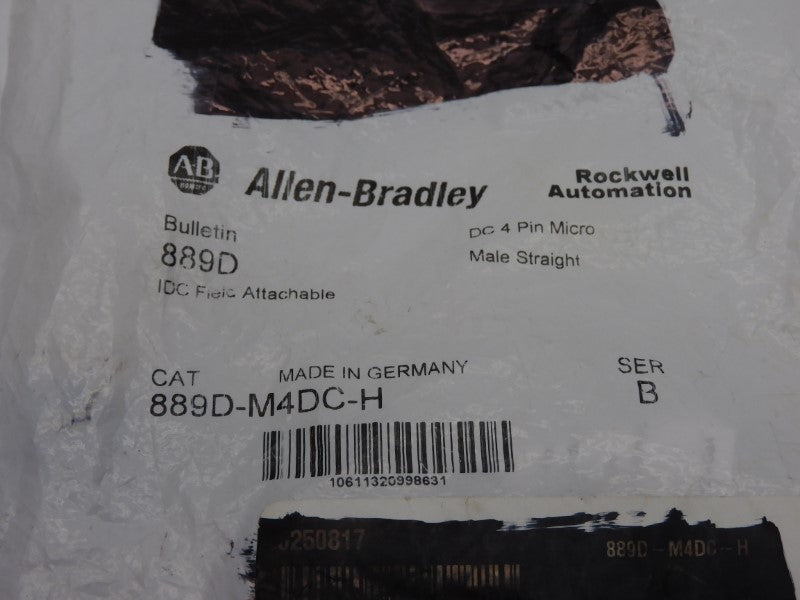 AB
Allen-Bradley
Rockwell
Automation
Bulletin
889D
IDC Field Attachable
DC 4 Pin Micro
Male Straight
CAT
MADE IN GERMANY
SER
889D-M4DC-H
B
10611320998631
250817
889D-M4DC-H